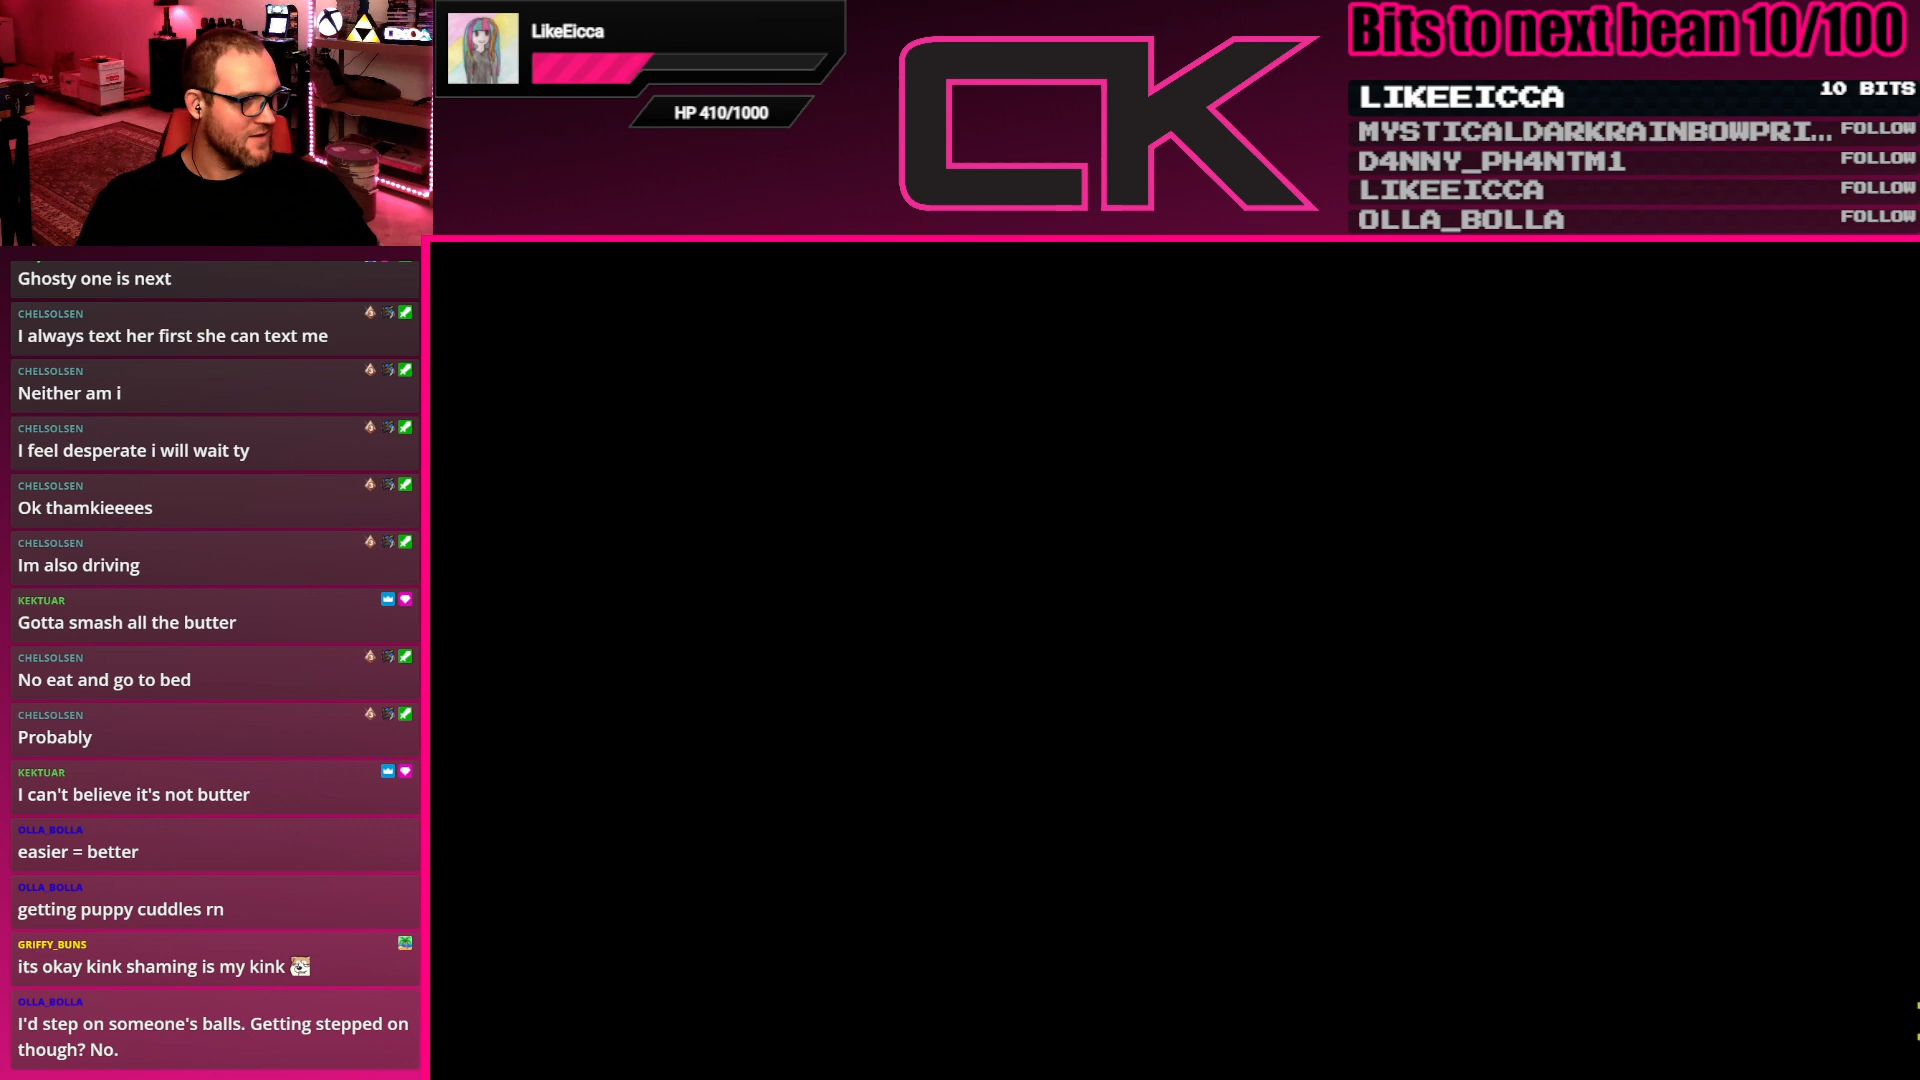 LikeEicca
HP 410/1000
CK
Bits to next bean 10/100
LIKEEICCA 10 BITS
MYSTICALDARKRAINBOWPRI... FOLLOW
D4NNY_PH4NTM1 FOLLOW
LIKEEICCA FOLLOW
OLLA_BOLLA FOLLOW
Ghosty one is next
CHELSOLSEN
I always text her first she can text me
CHELSOLSEN
Neither am i
CHELSOLSEN
I feel desperate i will wait ty
CHELSOLSEN
Ok thamkieeees
CHELSOLSEN
Im also driving
KEKTUAR
Gotta smash all the butter
CHELSOLSEN
No eat and go to bed
CHELSOLSEN
Probably
KEKTUAR
I can't believe it's not butter
OLLA_BOLLA
easier = better
OLLA_BOLLA
getting puppy cuddles rn
GRIFFY_BUNS
its okay kink shaming is my kink
OLLA_BOLLA
I'd step on someone's balls. Getting stepped on
though? No.